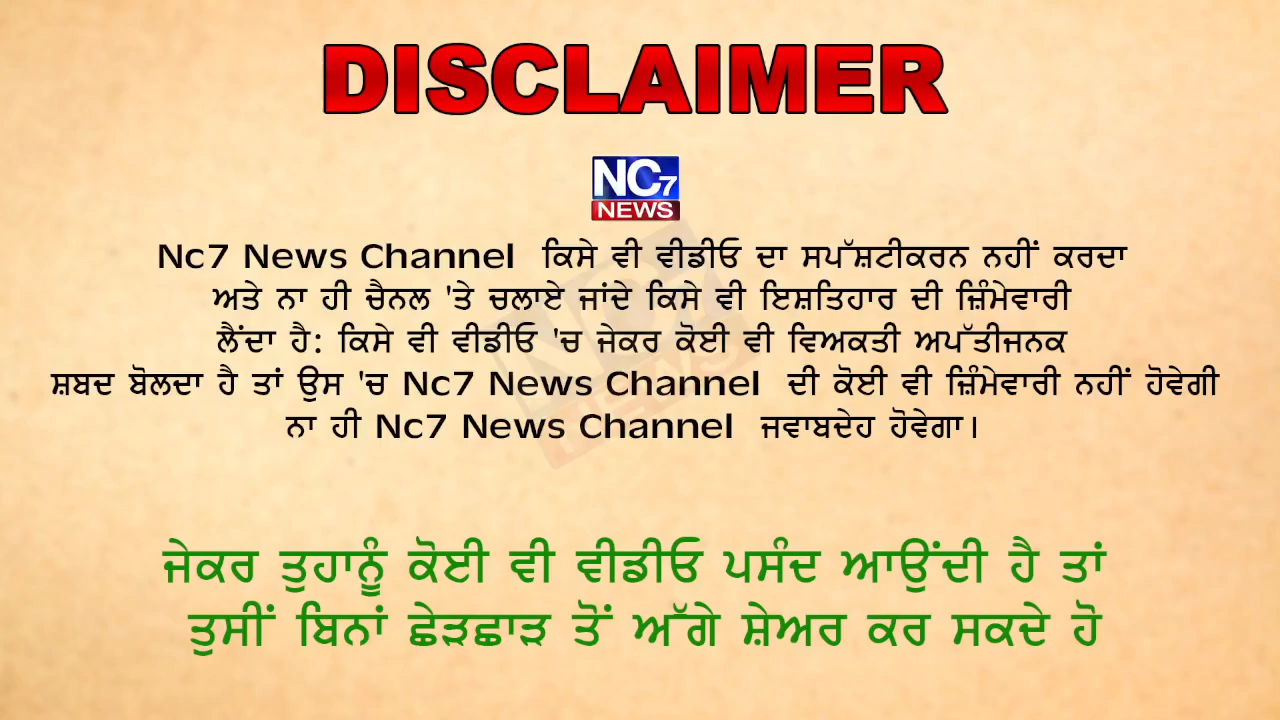 DISCLAIMER
NC7
NEWS
Nc7 News Channel ਕਿਸੇ ਵੀ ਵੀਡੀਓ ਦਾ ਸਪੱਸ਼ਟੀਕਰਨ ਨਹੀਂ ਕਰਦਾ
ਅਤੇ ਨਾ ਹੀ ਚੈਨਲ 'ਤੇ ਚਲਾਏ ਜਾਂਦੇ ਕਿਸੇ ਵੀ ਇਸ਼ਤਿਹਾਰ ਦੀ ਜ਼ਿੰਮੇਵਾਰੀ
ਲੈਂਦਾ ਹੈ: ਕਿਸੇ ਵੀ ਵੀਡੀਓ 'ਚ ਜੇਕਰ ਕੋਈ ਵੀ ਵਿਅਕਤੀ ਅਪੱਤੀਜਨਕ
ਸ਼ਬਦ ਬੋਲਦਾ ਹੈ ਤਾਂ ਉਸ 'ਚ Nc7 News Channel ਦੀ ਕੋਈ ਵੀ ਜ਼ਿੰਮੇਵਾਰੀ ਨਹੀਂ ਹੋਵੇਗੀ
ਨਾ ਹੀ Nc7 News Channel ਜਵਾਬਦੇਹ ਹੋਵੇਗਾ।
ਜੇਕਰ ਤੁਹਾਨੂੰ ਕੋਈ ਵੀ ਵੀਡੀਓ ਪਸੰਦ ਆਉਂਦੀ ਹੈ ਤਾਂ
ਤੁਸੀਂ ਬਿਨਾਂ ਛੇੜਛਾੜ ਤੋਂ ਅੱਗੇ ਸ਼ੇਅਰ ਕਰ ਸਕਦੇ ਹੋ